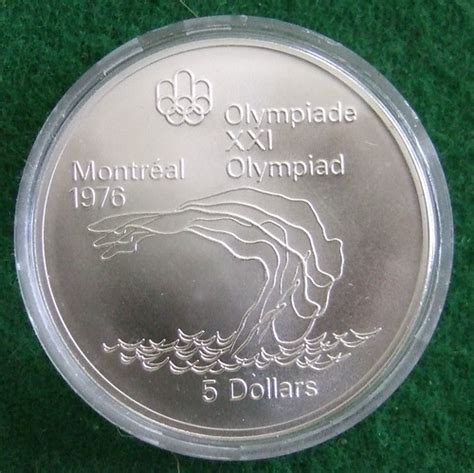 Olympiade
XXI
Olympiad
Montréal
1976
5 Dollars